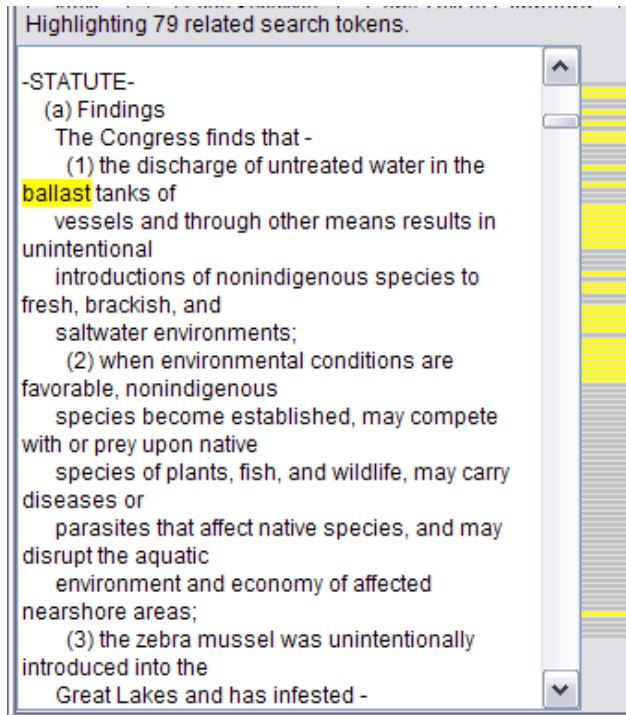 Highlighting 79 related search tokens.
-STATUTE-
(a) Findings
The Congress finds that -
(1) the discharge of untreated water in the
ballast tanks of
vessels and through other means results in
unintentional
introductions of nonindigenous species to
fresh, brackish, and
saltwater environments;
(2) when environmental conditions are
favorable, nonindigenous
species become established, may compete
with or prey upon native
species of plants, fish, and wildlife, may carry
diseases or
parasites that affect native species, and may
disrupt the aquatic
environment and economy of affected
nearshore areas;
(3) the zebra mussel was unintentionally
introduced into the
Great Lakes and has infested -